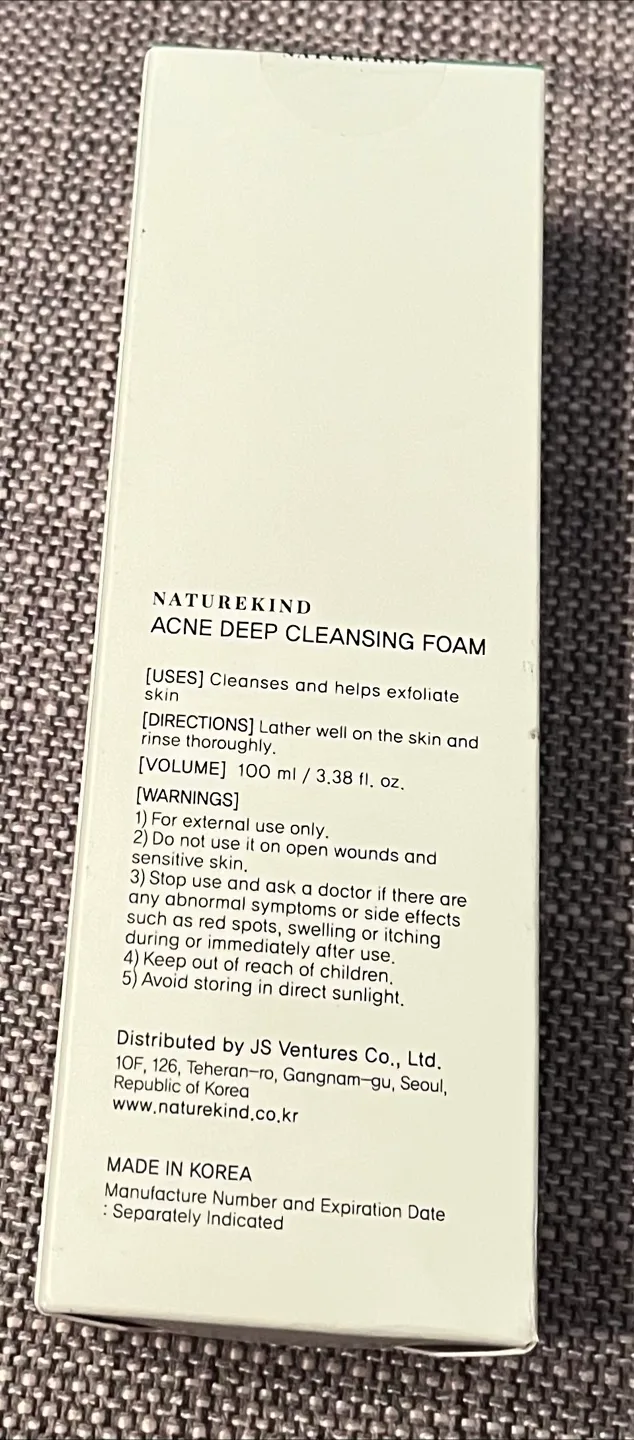 NATUREKIND
NATUREKIND
ACNE DEEP CLEANSING FOAM
[USES] Cleanses and helps exfoliate
skin
[DIRECTIONS] Lather well on the skin and
rinse thoroughly.
[VOLUME] 100 ml / 3.38 fl. oz.
[WARNINGS]
1) For external use only.
2) Do not use it on open wounds and
sensitive skin.
3) Stop use and ask a doctor if there are
any abnormal symptoms or side effects
such as red spots, swelling or itching
during or immediately after use.
4) Keep out of reach of children.
5) Avoid storing in direct sunlight.
Distributed by JS Ventures Co., Ltd.
10F, 126, Teheran-ro, Gangnam-gu, Seoul,
Republic of Korea
www.naturekind.co.kr
MADE IN KOREA
Manufacture Number and Expiration Date
: Separately Indicated